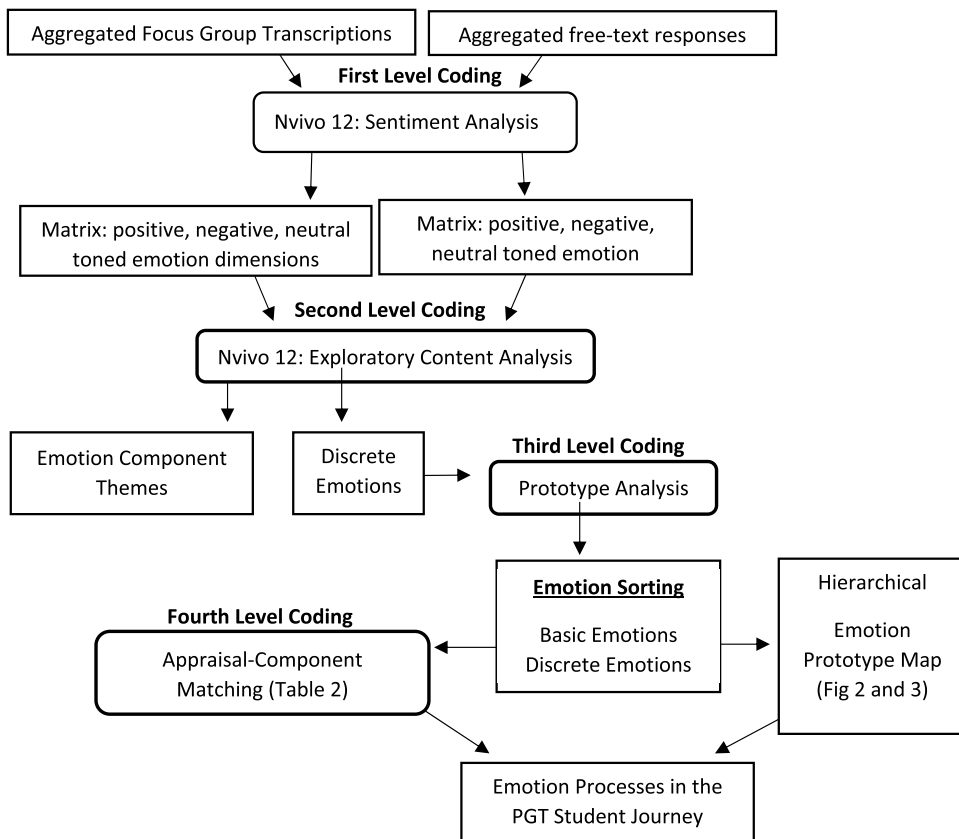 Aggregated Focus Group Transcriptions
Aggregated free-text responses
First Level Coding
Nvivo 12: Sentiment Analysis
Matrix: positive, negative, neutral
toned emotion dimensions
Matrix: positive, negative,
neutral toned emotion
Second Level Coding
Nvivo 12: Exploratory Content Analysis
Emotion Component
Themes
Discrete
Emotions
Third Level Coding
Prototype Analysis
Emotion Sorting
Basic Emotions
Discrete Emotions
Hierarchical
Emotion
Prototype Map
(Fig 2 and 3)
Fourth Level Coding
Appraisal-Component
Matching (Table 2)
Emotion Processes in the
PGT Student Journey